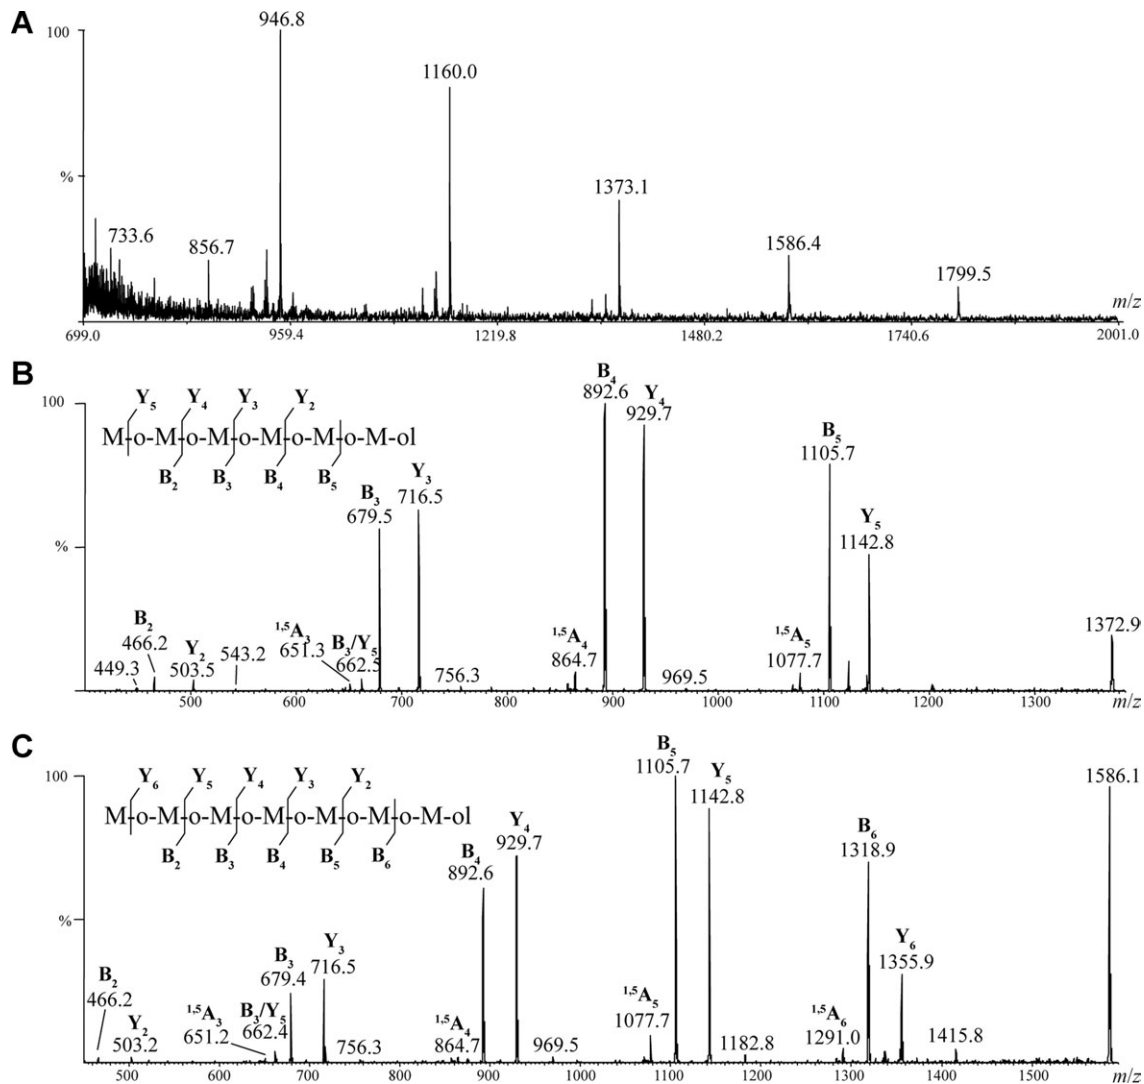 A
100
946.8
1160.0
1373.1
%
733.6
856.7
1586.4
1799.5
m/z
699.0 959.4 1219.8 1480.2 1740.6 2001.0
B
100
Y5 Y4 Y3 Y2
M-o-M-o-M-o-M-o-M-o-M-ol
B2 B3 B4 B5
B4
892.6
Y4
929.7
B5
1105.7
Y3
716.5
B3
679.5
Y5
1142.8
%
B2
466.2
449.3
Y2
503.5
543.2
1,5A3
651.3
B3/Y5
662.5
756.3
1,5A4
864.7
969.5
1,5A5
1077.7
1372.9
500 600 700 800 900 1000 1100 1200 1300
m/z
C
100
Y6 Y5 Y4 Y3 Y2
M-o-M-o-M-o-M-o-M-o-M-o-M-ol
B2 B3 B4 B5 B6
B5
1105.7
Y5
1142.8
1586.1
Y4
929.7
B4
892.6
B6
1318.9
%
Y3
716.5
B3
679.4
Y6
1355.9
B2
466.2
Y2
503.2
1,5A3
651.2
B3/Y5
662.4
756.3
1,5A4
864.7
969.5
1,5A5
1077.7
1182.8
1,5A6
1291.0
1415.8
500 600 700 800 900 1000 1100 1200 1300 1400 1500
m/z